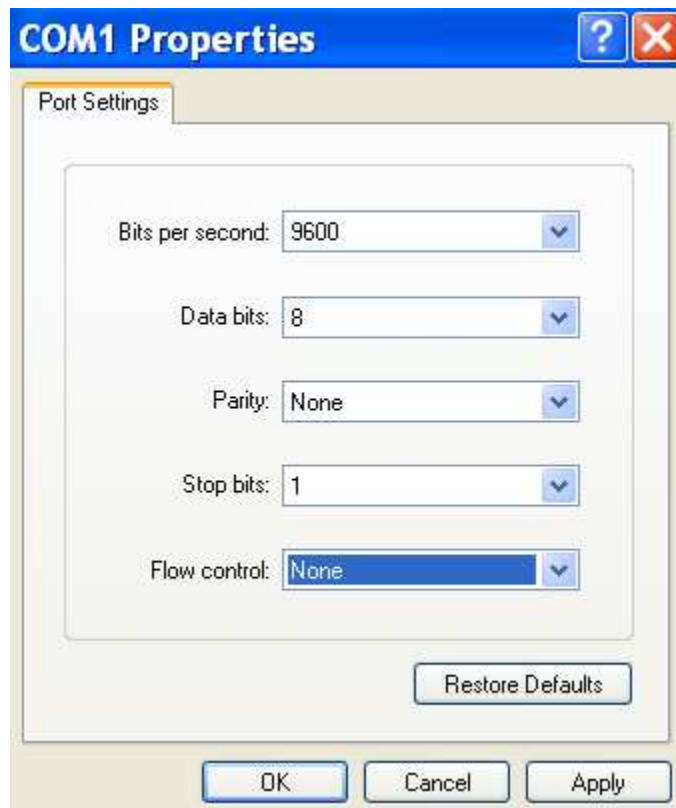 COM1 Properties ?
Port Settings
Bits per second: 9600
Data bits: 8
Parity: None
Stop bits: 1
Flow control: None
Restore Defaults
OK Cancel Apply